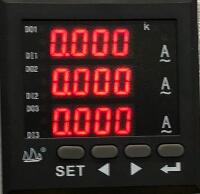 DO1 k
0.000 A
DI1
DO2
0.000 A
DI2
DO3
0.000 A
DI3
SET